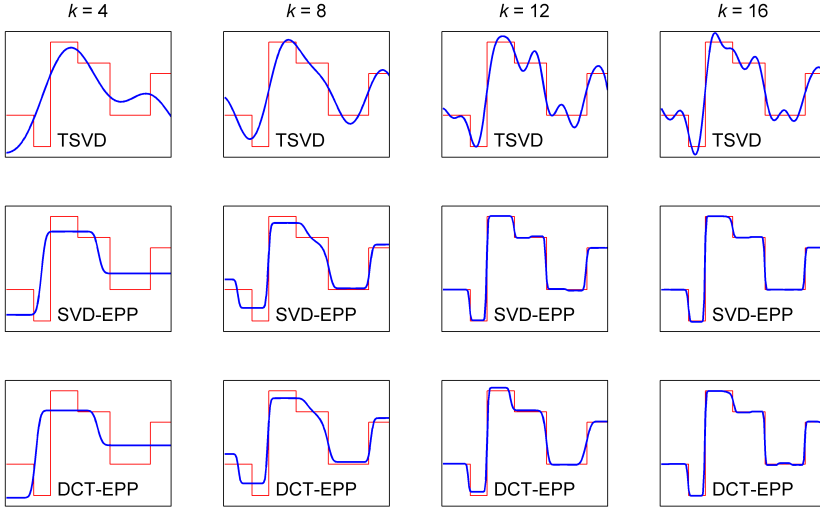 k = 4 k = 8 k = 12 k = 16
TSVD TSVD TSVD TSVD
SVD-EPP SVD-EPP SVD-EPP SVD-EPP
DCT-EPP DCT-EPP DCT-EPP DCT-EPP